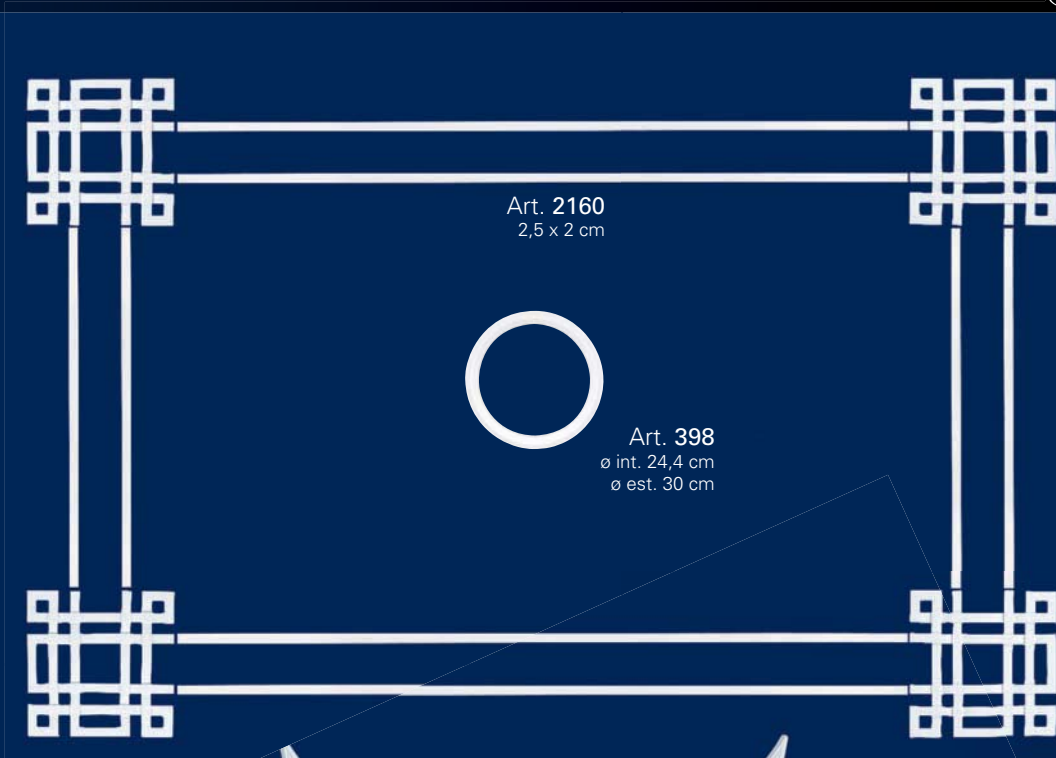 Art. 2160
2,5 x 2 cm
Art. 398
ø int. 24,4 cm
ø est. 30 cm